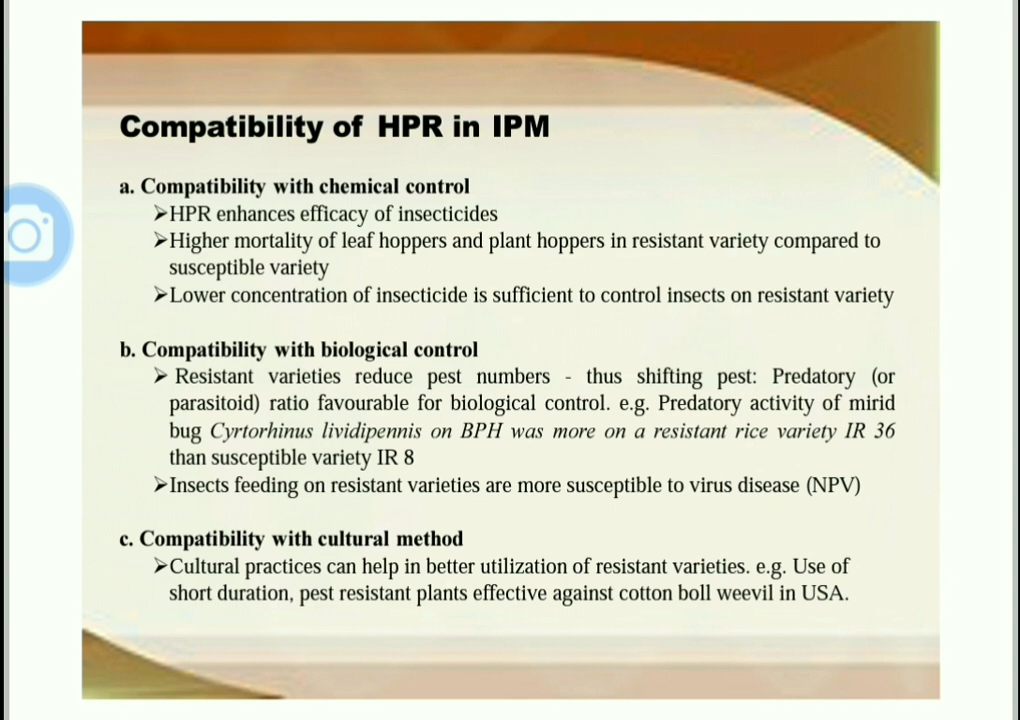 Compatibility of HPR in IPM
a. Compatibility with chemical control
➢HPR enhances efficacy of insecticides
➢Higher mortality of leaf hoppers and plant hoppers in resistant variety compared to
susceptible variety
➢Lower concentration of insecticide is sufficient to control insects on resistant variety
b. Compatibility with biological control
➢ Resistant varieties reduce pest numbers - thus shifting pest: Predatory (or
parasitoid) ratio favourable for biological control. e.g. Predatory activity of mirid
bug Cyrtorhinus lividipennis on BPH was more on a resistant rice variety IR 36
than susceptible variety IR 8
➢Insects feeding on resistant varieties are more susceptible to virus disease (NPV)
c. Compatibility with cultural method
➢Cultural practices can help in better utilization of resistant varieties. e.g. Use of
short duration, pest resistant plants effective against cotton boll weevil in USA.